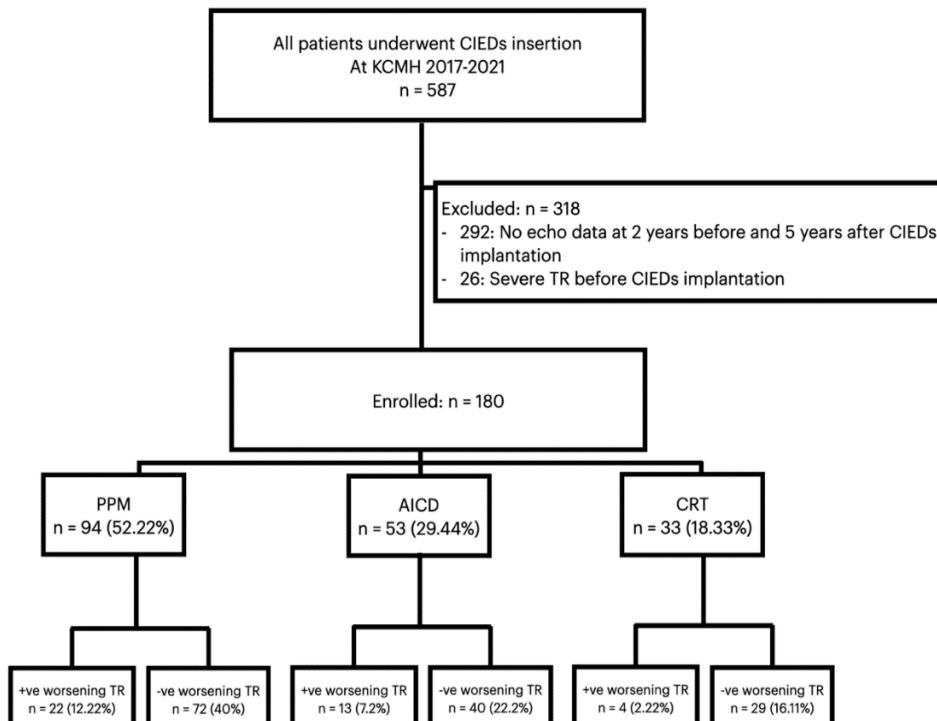 All patients underwent CIEDs insertion
At KCMH 2017-2021
n = 587
Excluded: n = 318
- 292: No echo data at 2 years before and 5 years after CIEDs
implantation
- 26: Severe TR before CIEDs implantation
Enrolled: n = 180
PPM
n = 94 (52.22%)
AICD
n = 53 (29.44%)
CRT
n = 33 (18.33%)
+ve worsening TR
n = 22 (12.22%)
-ve worsening TR
n = 72 (40%)
+ve worsening TR
n = 13 (7.2%)
-ve worsening TR
n = 40 (22.2%)
+ve worsening TR
n = 4 (2.22%)
-ve worsening TR
n = 29 (16.11%)